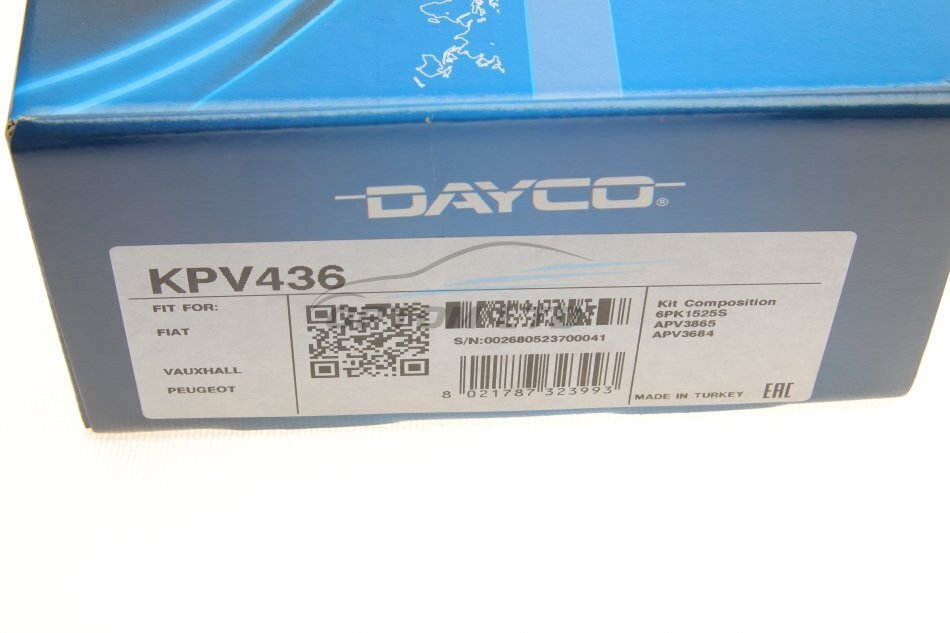 DAYCO®
KPV436
FIT FOR:
FIAT
VAUXHALL
PEUGEOT
S/N:002680523700041
8 021787 323993
Kit Composition
6PK1525S
APV3865
APV3684
MADE IN TURKEY EAC